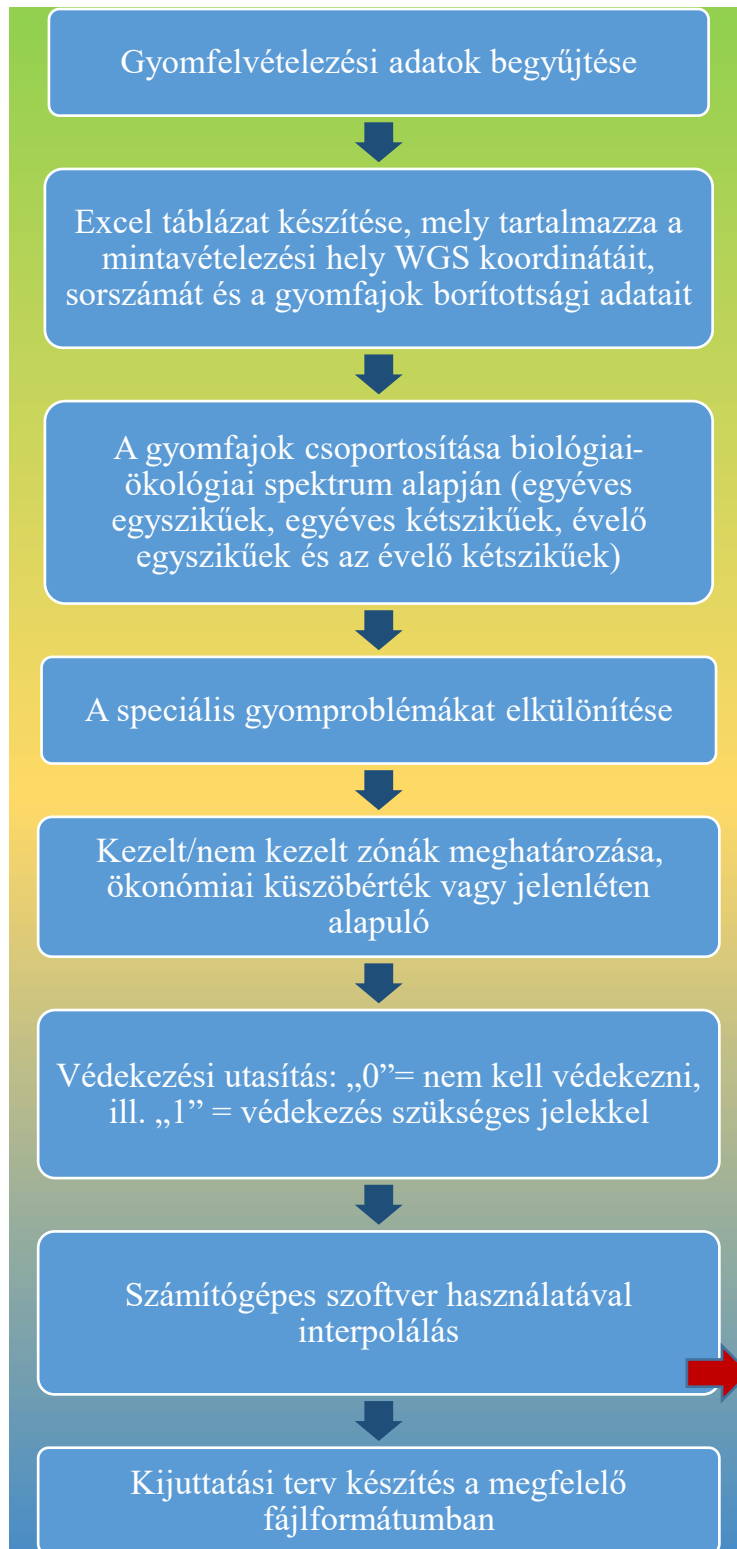 Gyomfelvételezési adatok begyűjtése
Excel táblázat készítése, mely tartalmazza a
mintavételezési hely WGS koordinátáit,
sorszámát és a gyomfajok borítottsági adatait
A gyomfajok csoportosítása biológiai-
ökológiai spektrum alapján (egyéves
egyszikűek, egyéves kétszikűek, évelő
egyszikűek és az évelő kétszikűek)
A speciális gyomproblémákat elkülönítése
Kezelt/nem kezelt zónák meghatározása,
ökonómiai küszöbérték vagy jelenléten
alapuló
Védekezési utasítás: „0”= nem kell védekezni,
ill. „1” = védekezés szükséges jelekkel
Számítógépes szoftver használatával
interpolálás
Kijuttatási terv készítés a megfelelő
fájlformátumban